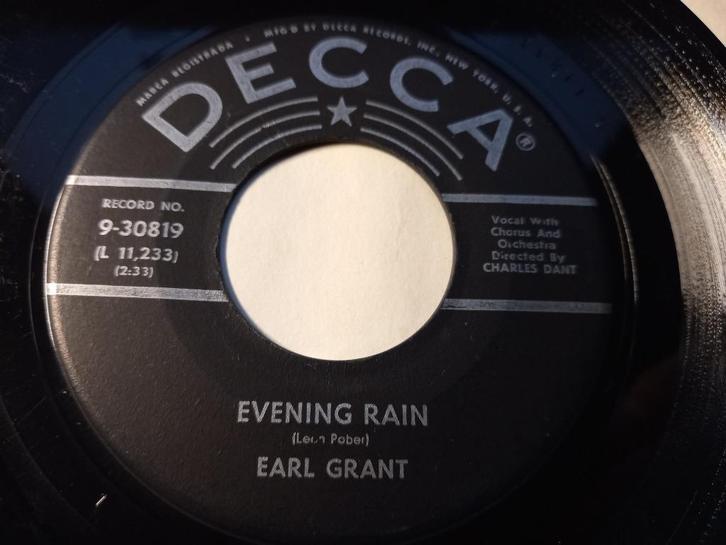 MARCA REGISTRADA • MFG'D BY DECCA RECORDS, INC., NEW YORK, U.S.A.
DECCA®
RECORD NO.
9-30819
(L 11,233)
(2:33)
Vocal With
Chorus And
Orchestra
Directed By
CHARLES DANT
EVENING RAIN
(Leon Pober)
EARL GRANT